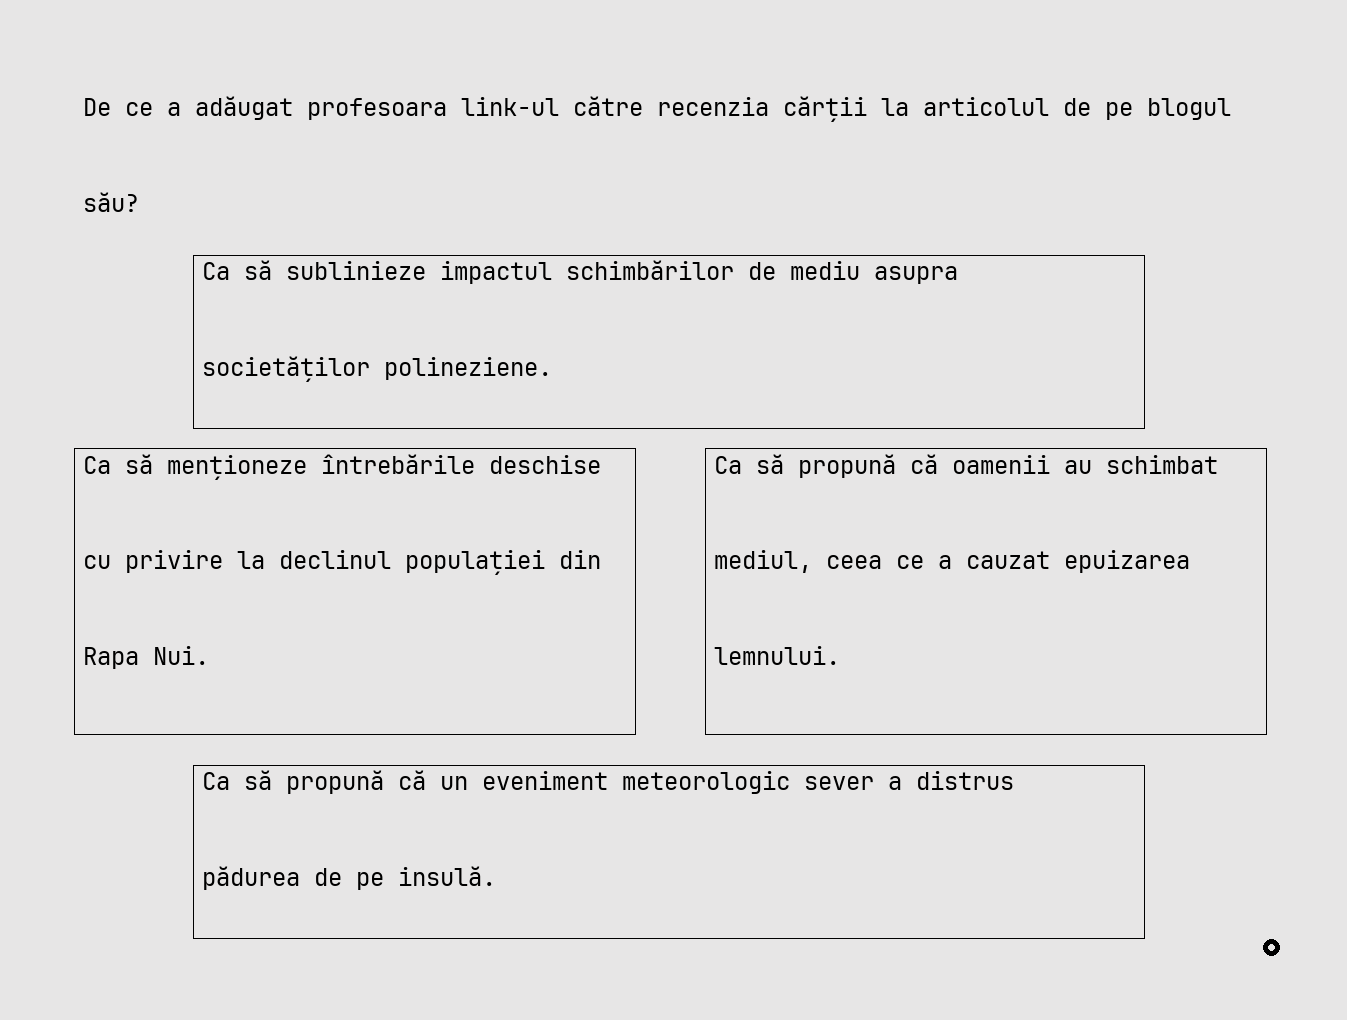 De ce a adăugat profesoara link-ul către recenzia cărții la articolul de pe blogul
său?
Ca să sublinieze impactul schimbărilor de mediu asupra
societăților polineziene.
Ca să menționeze întrebările deschise
cu privire la declinul populației din
Rapa Nui.
Ca să propună că oamenii au schimbat
mediul, ceea ce a cauzat epuizarea
lemnului.
Ca să propună că un eveniment meteorologic sever a distrus
pădurea de pe insulă.